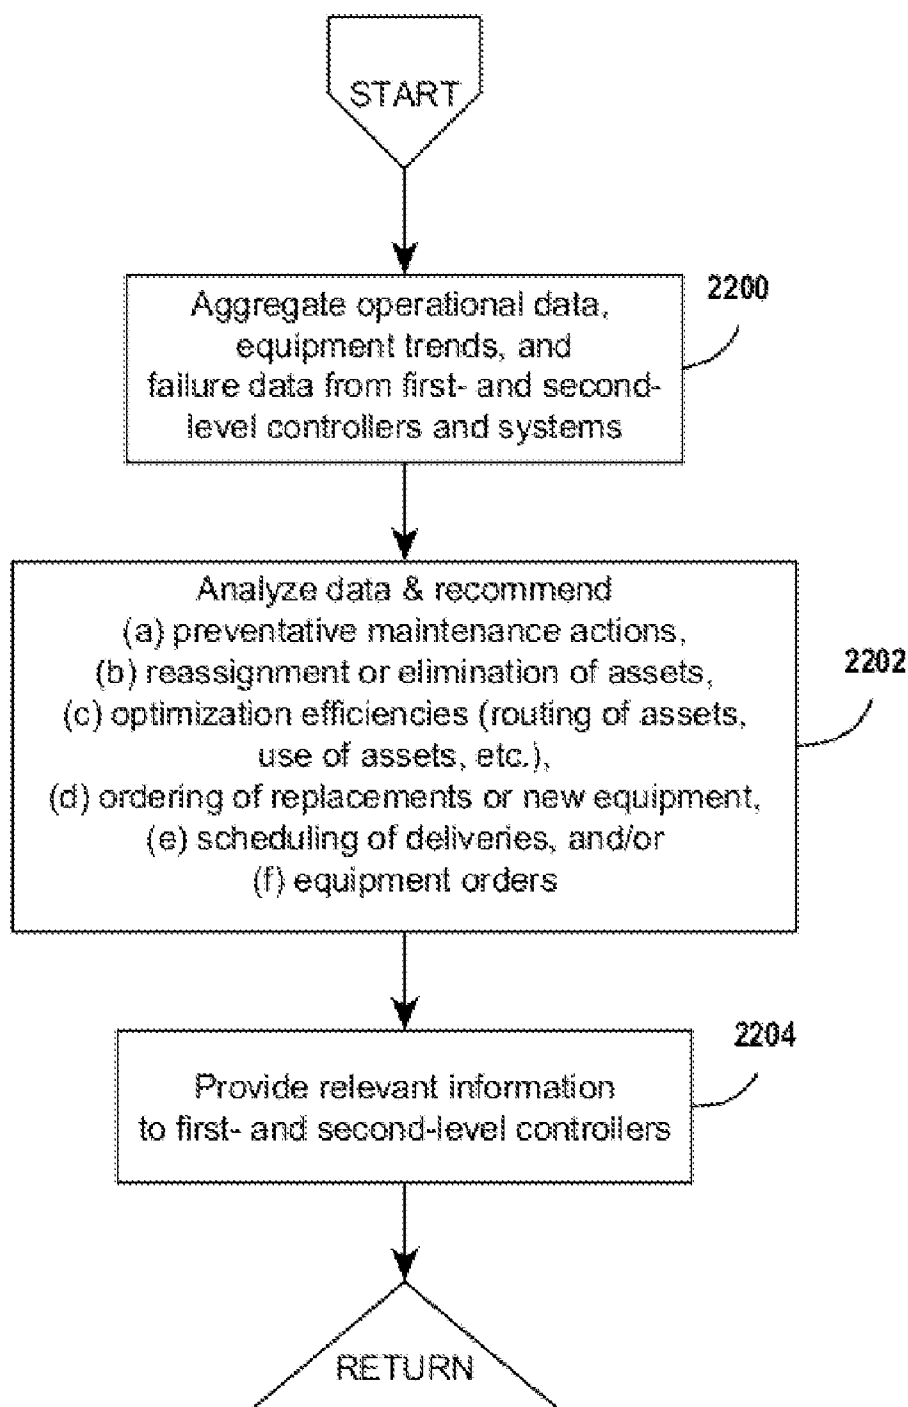 START
2200
Aggregate operational data,
equipment trends, and
failure data from first- and second-
level controllers and systems
2202
Analyze data & recommend
(a) preventative maintenance actions,
(b) reassignment or elimination of assets,
(c) optimization efficiencies (routing of assets,
use of assets, etc.),
(d) ordering of replacements or new equipment,
(e) scheduling of deliveries, and/or
(f) equipment orders
2204
Provide relevant information
to first- and second-level controllers
RETURN